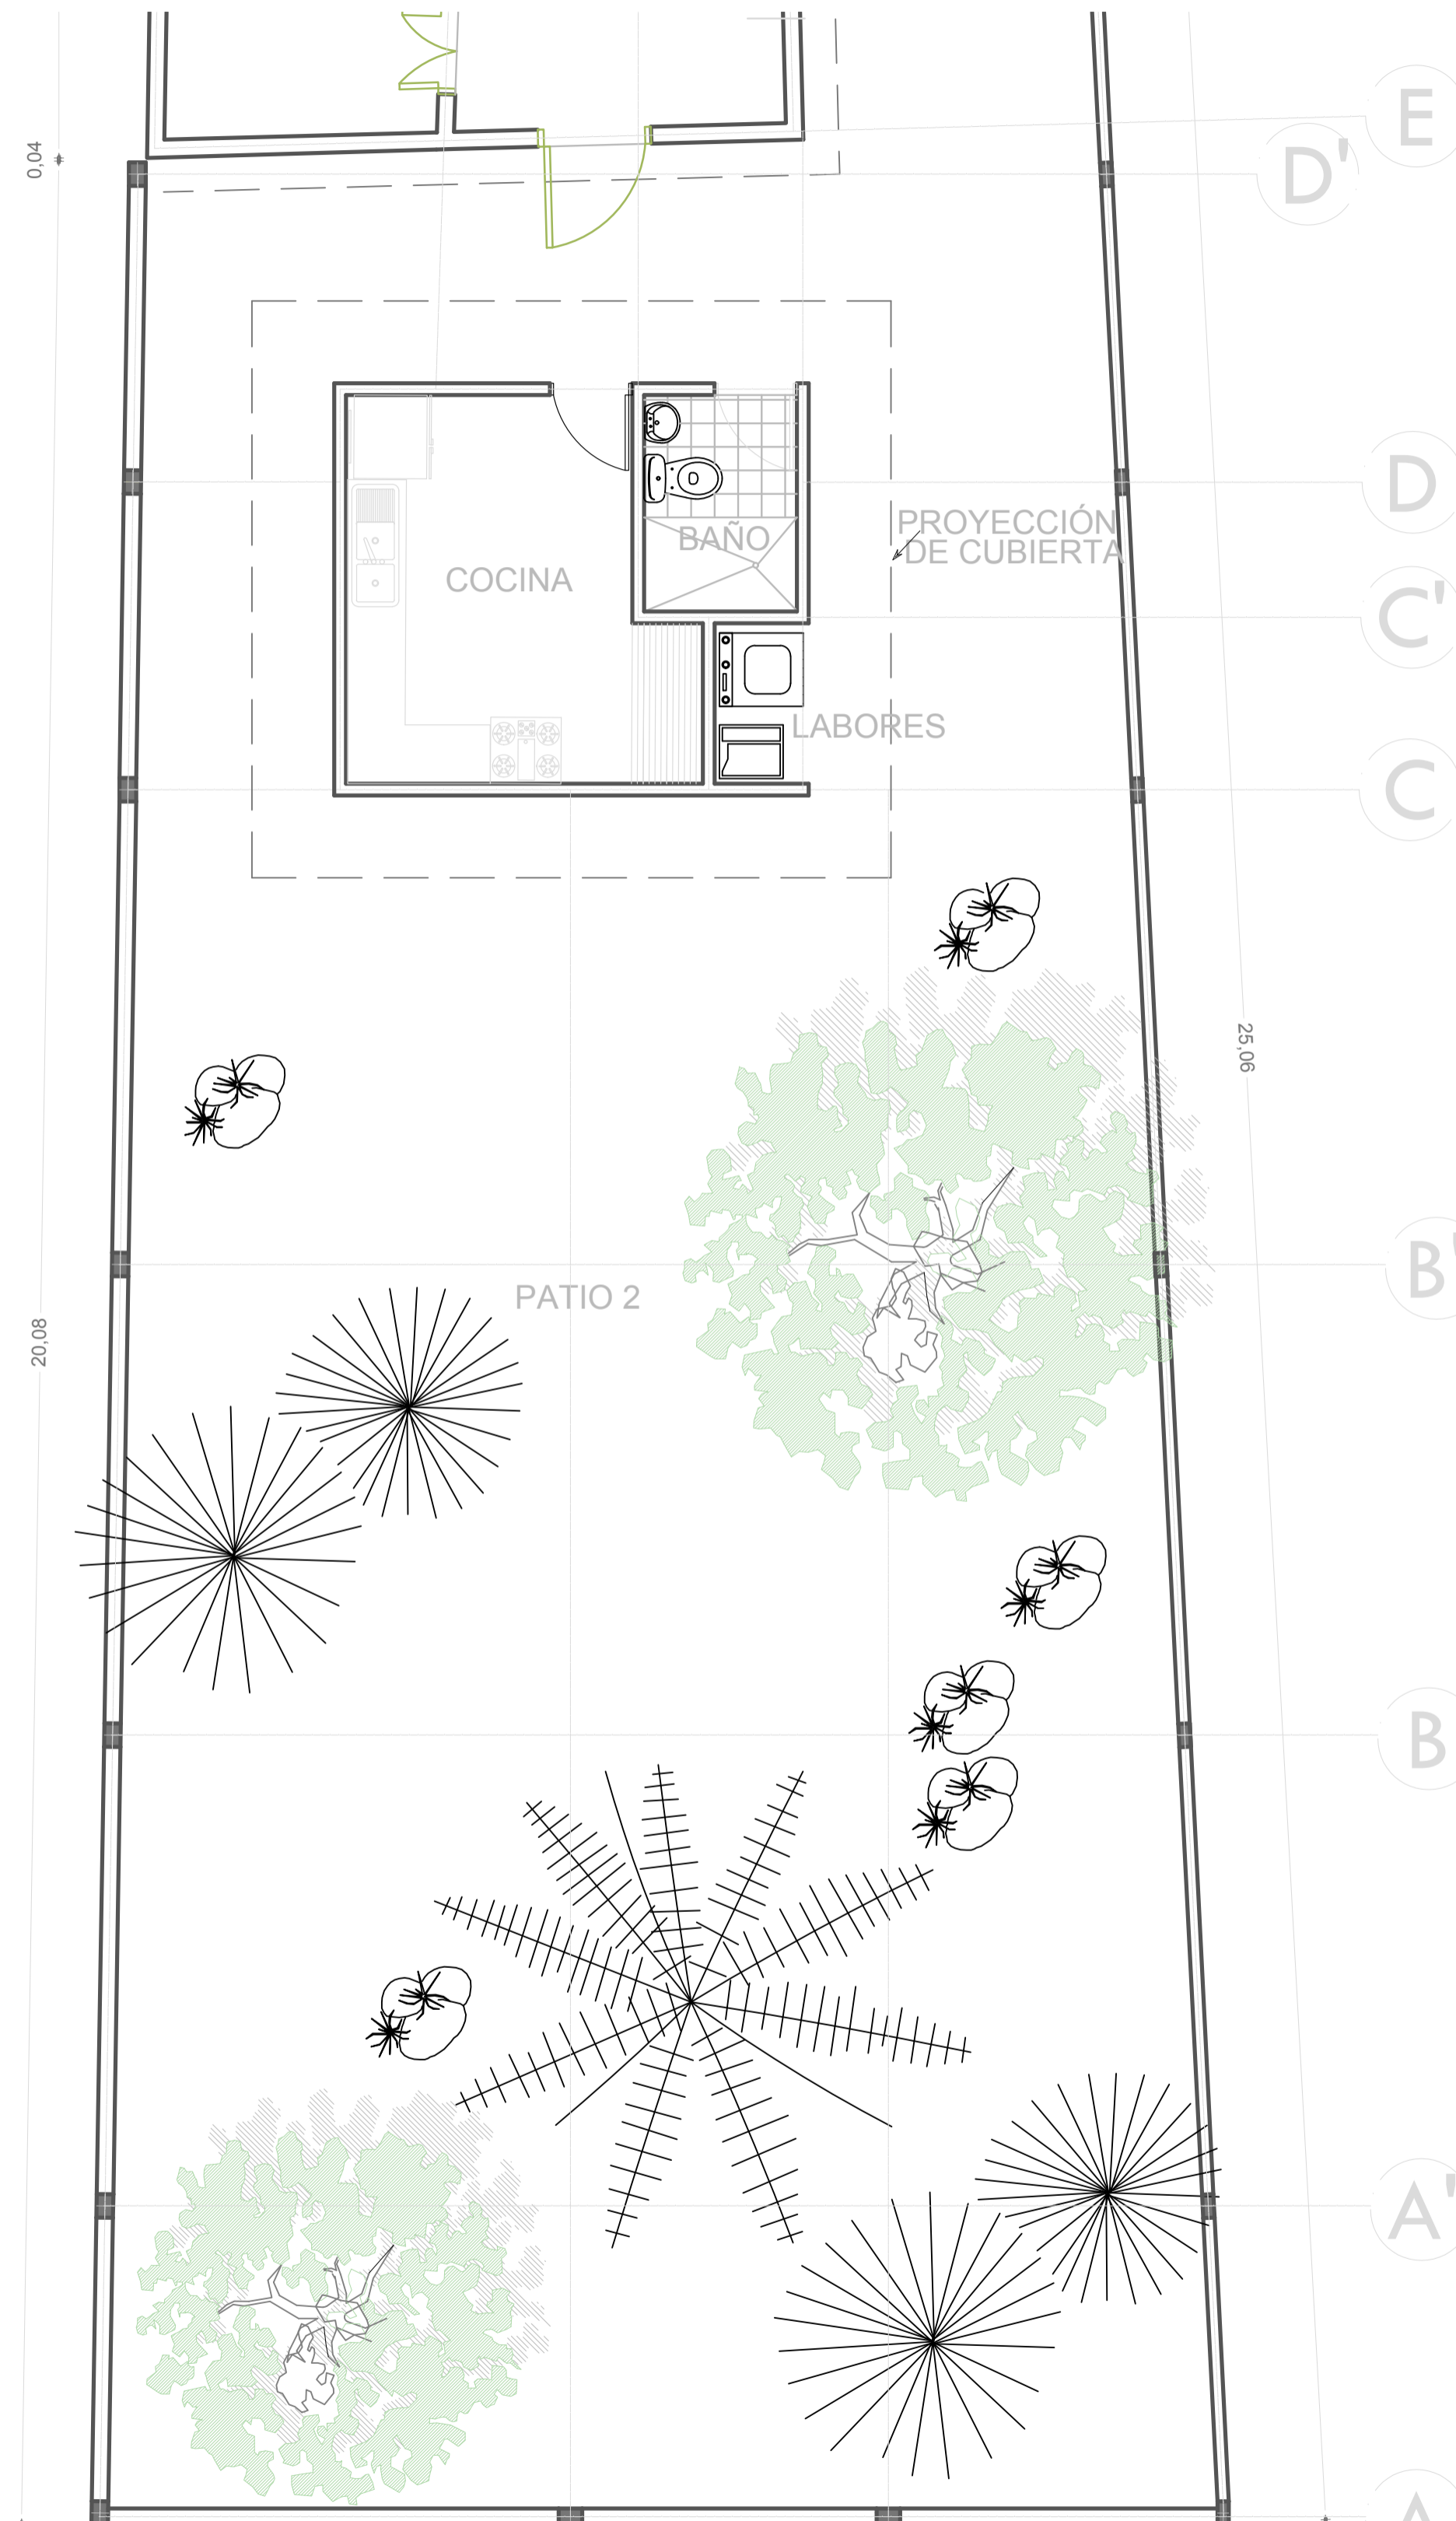 E
0,04
D'
D
PROYECCIÓN
DE CUBIERTA
BAÑO
COCINA
C'
LABORES
C
25,06
B'
PATIO 2
20,08
B
A'
A